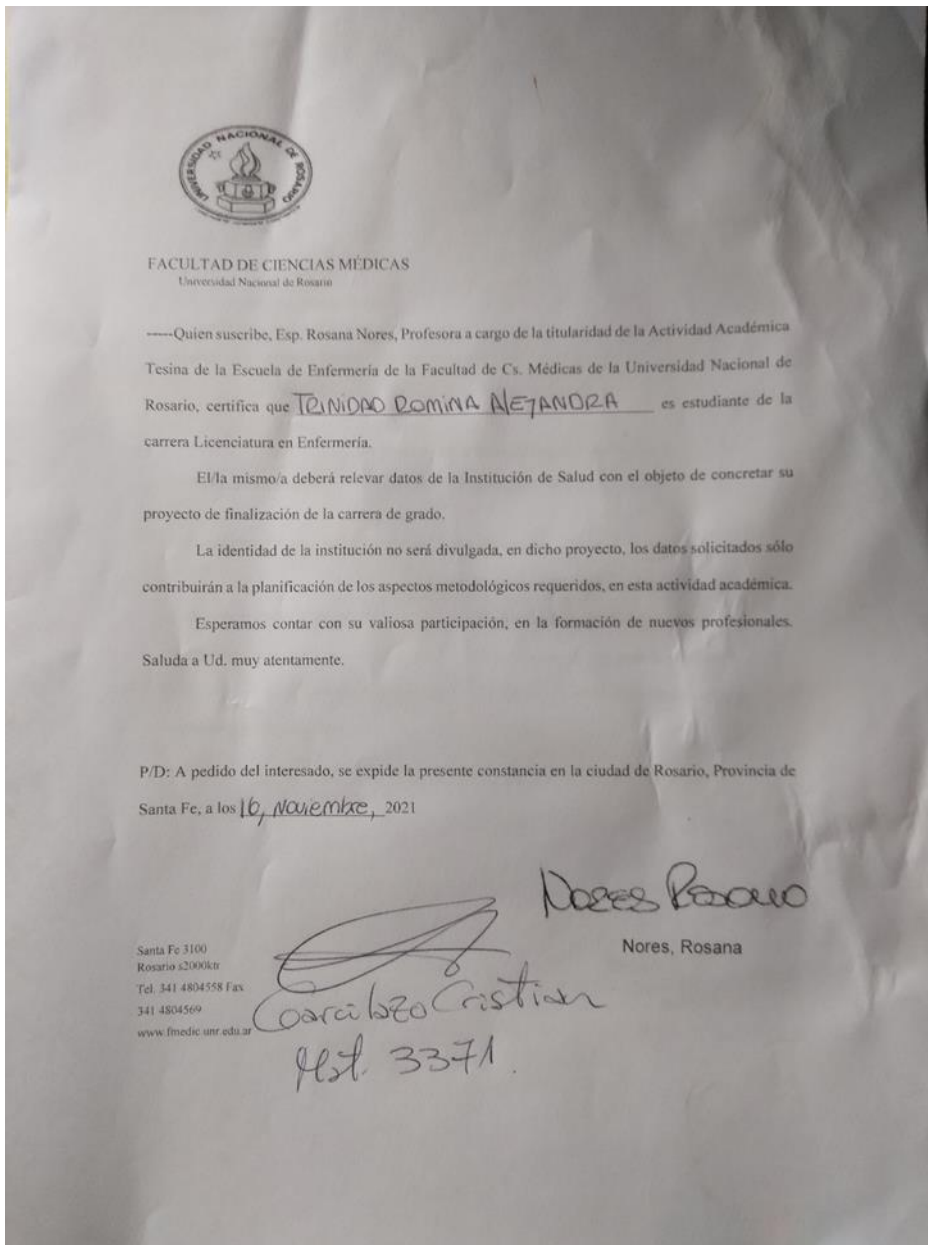 UNIVERSIDAD NACIONAL DE ROSARIO
FACULTAD DE CIENCIAS MÉDICAS
Universidad Nacional de Rosario
-----Quien suscribe, Esp. Rosana Nores, Profesora a cargo de la titularidad de la Actividad Académica
Tesina de la Escuela de Enfermería de la Facultad de Cs. Médicas de la Universidad Nacional de
Rosario, certifica que TRINIDAD ROMINA AlEJANDRA es estudiante de la
carrera Licenciatura en Enfermería.
El/la mismo/a deberá relevar datos de la Institución de Salud con el objeto de concretar su
proyecto de finalización de la carrera de grado.
La identidad de la institución no será divulgada, en dicho proyecto, los datos solicitados sólo
contribuirán a la planificación de los aspectos metodológicos requeridos, en esta actividad académica.
Esperamos contar con su valiosa participación, en la formación de nuevos profesionales.
Saluda a Ud. muy atentamente.
P/D: A pedido del interesado, se expide la presente constancia en la ciudad de Rosario, Provincia de
Santa Fe, a los 16, Noviembre, 2021
Nores Rosana
Nores, Rosana
Santa Fe 3100
Rosario s2000ktr
Tel. 341 4804558 Fax
341 4804569
www.fmedic.unr.edu.ar
Garcilazo Cristian
Mat. 3371.